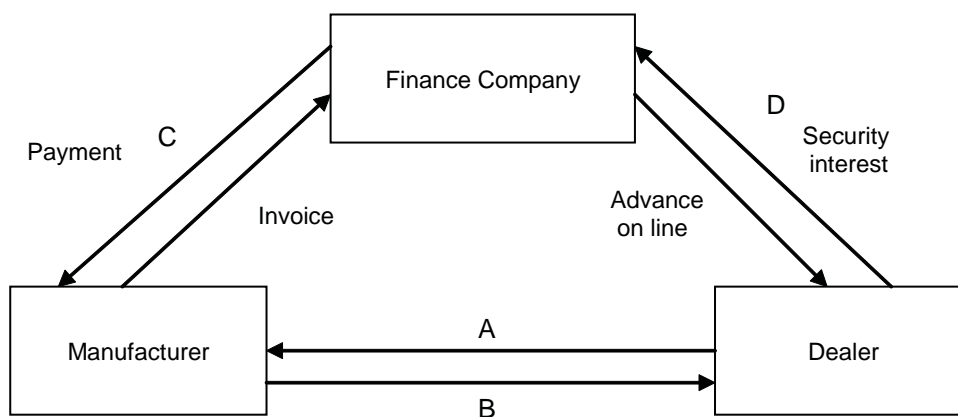 Finance Company
D
C
Payment
Security
interest
Advance
on line
Invoice
A
Manufacturer
Dealer
B